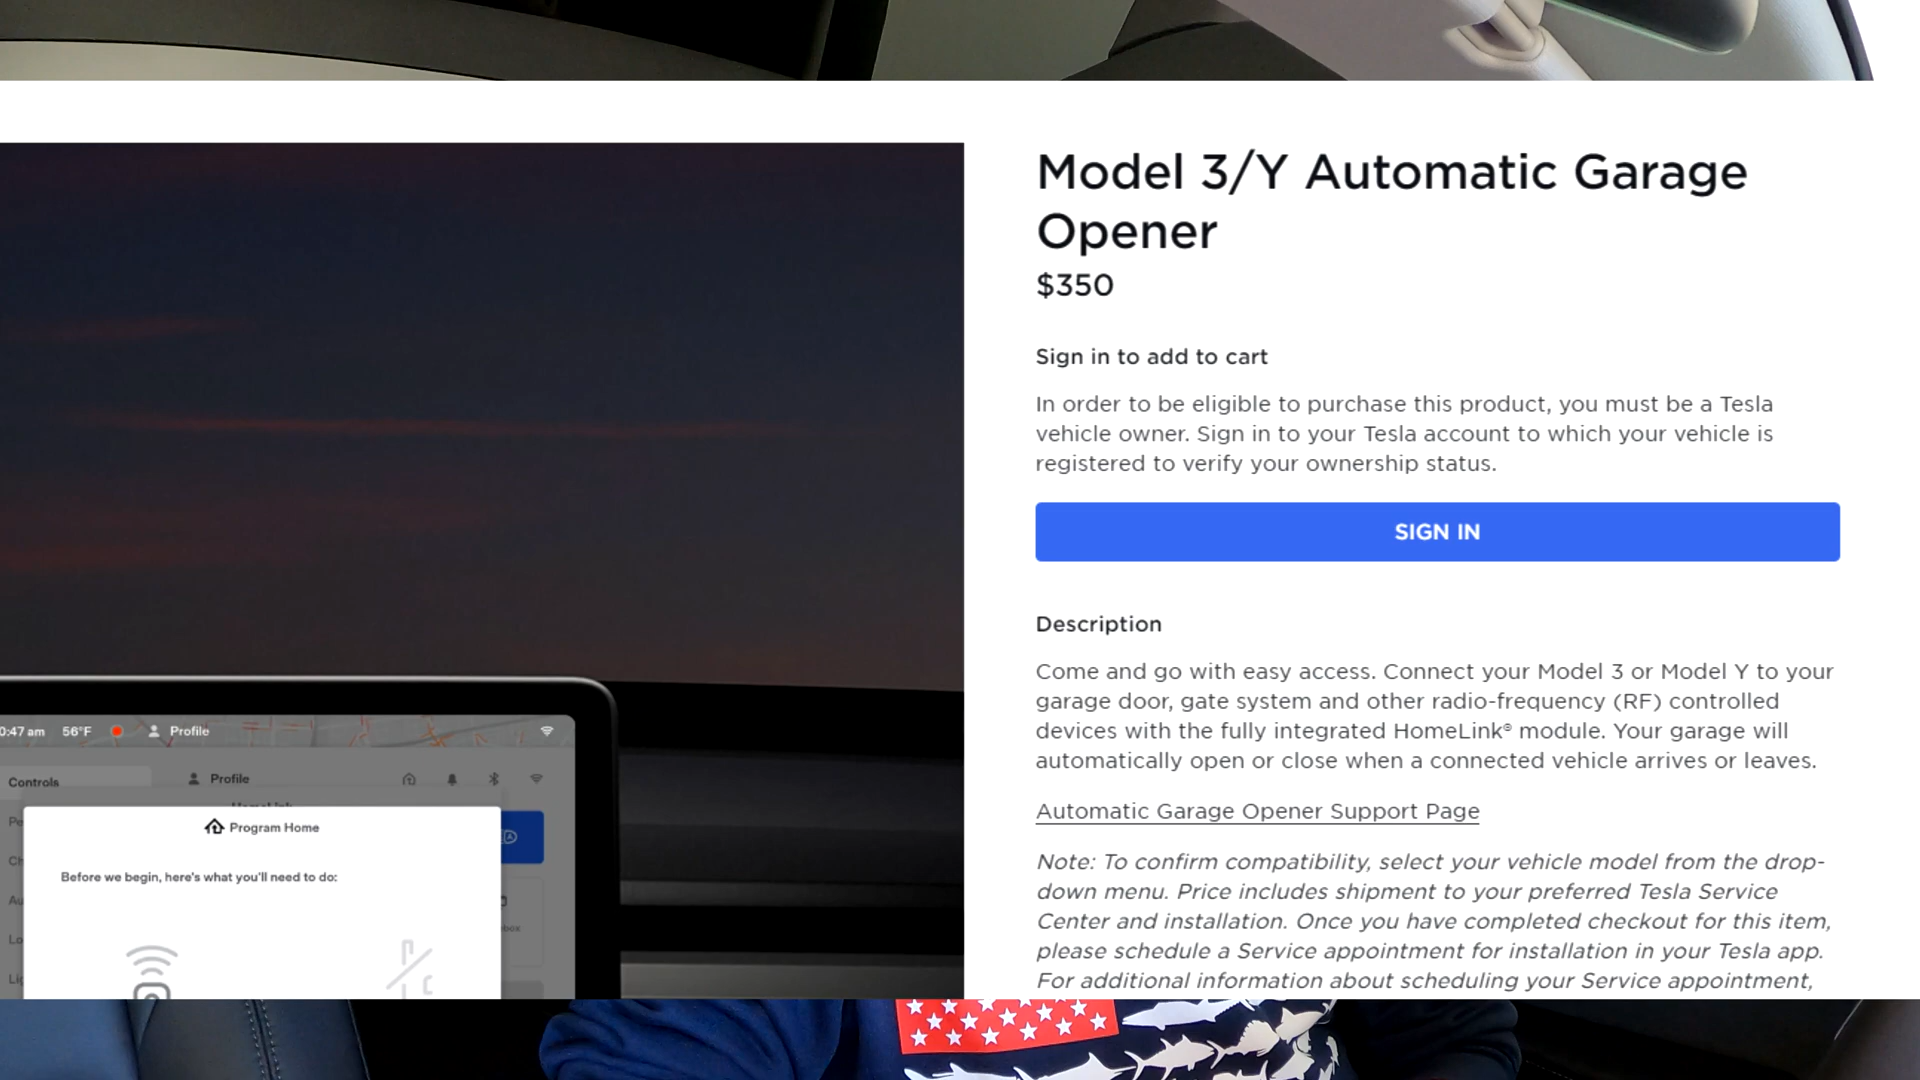 Model 3/Y Automatic Garage
Opener
$350
Sign in to add to cart
In order to be eligible to purchase this product, you must be a Tesla
vehicle owner. Sign in to your Tesla account to which your vehicle is
registered to verify your ownership status.
SIGN IN
Description
Come and go with easy access. Connect your Model 3 or Model Y to your
garage door, gate system and other radio-frequency (RF) controlled
devices with the fully integrated HomeLink® module. Your garage will
automatically open or close when a connected vehicle arrives or leaves.
Automatic Garage Opener Support Page
Note: To confirm compatibility, select your vehicle model from the drop-
down menu. Price includes shipment to your preferred Tesla Service
Center and installation. Once you have completed checkout for this item,
please schedule a Service appointment for installation in your Tesla app.
For additional information about scheduling your Service appointment,
0:47 am 56°F Profile
Controls Profile
Program Home
Before we begin, here's what you'll need to do: